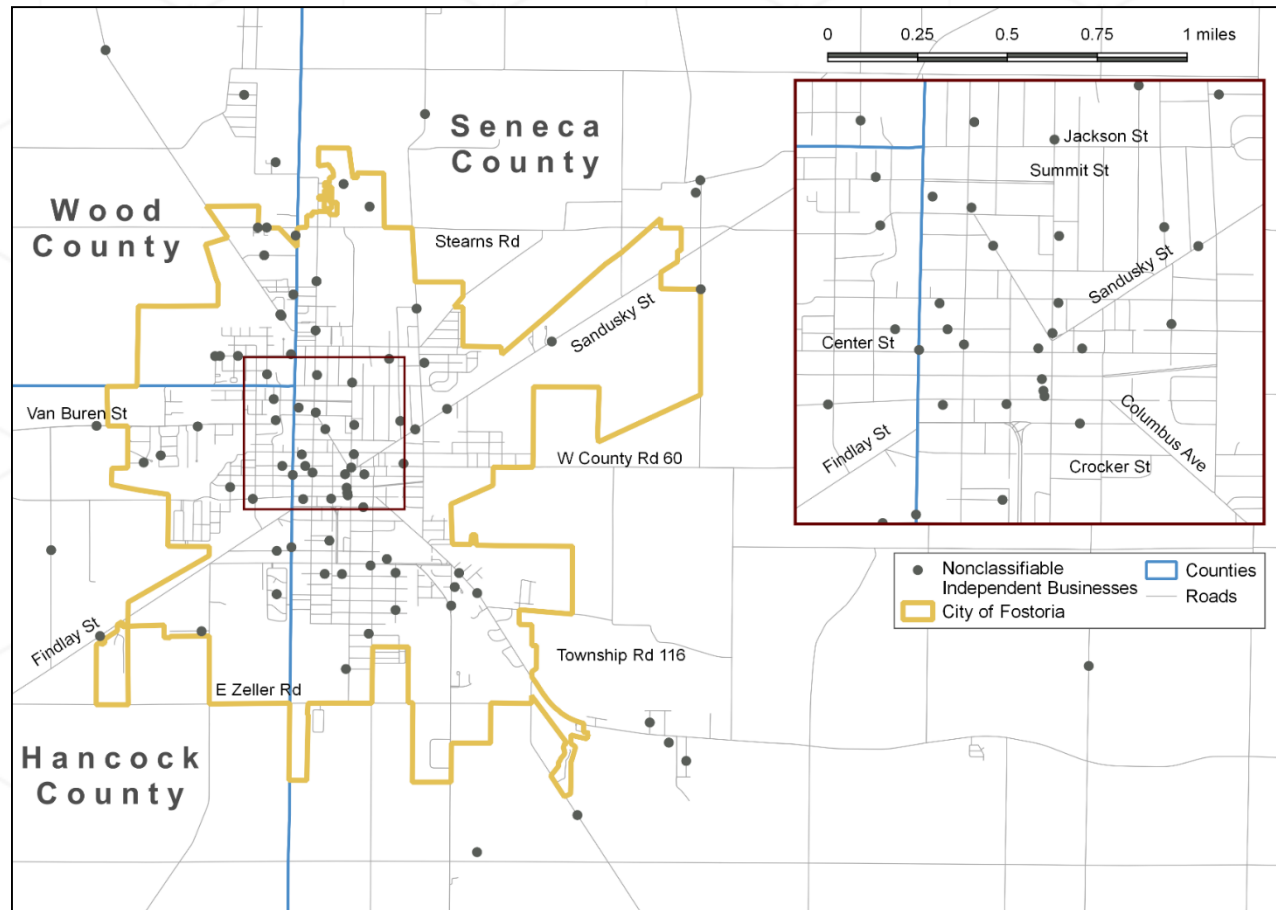 0 0.25 0.5 0.75 1 miles
Seneca
County
Wood
County
Stearns Rd
Sandusky St
Van Buren St
W County Rd 60
Findlay St
E Zeller Rd
Township Rd 116
Hancock
County
Jackson St
Summit St
Sandusky St
Center St
Columbus Ave
Findlay St
Crocker St
Nonclassifiable
Independent Businesses
City of Fostoria
Counties
Roads